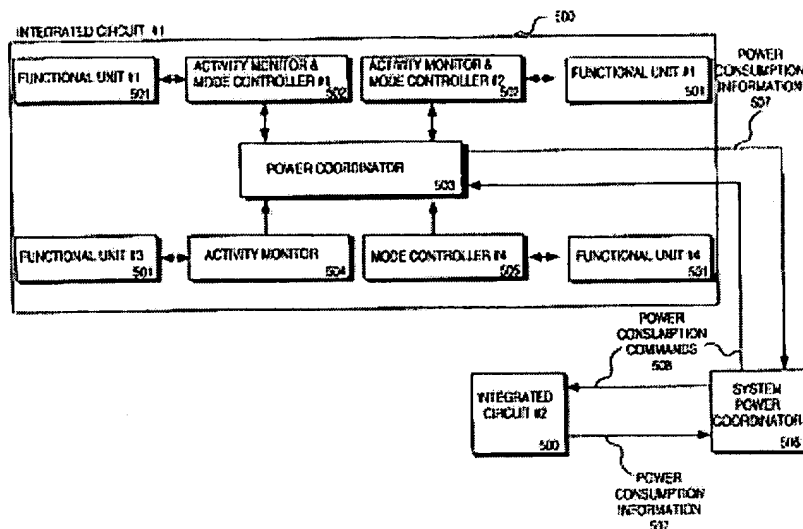 INTEGRATED CIRCUIT #1
500
FUNCTIONAL UNIT #1
501
ACTIVITY MONITOR &
MODE CONTROLLER #1
502
ACTIVITY MONITOR &
MODE CONTROLLER #2
502
FUNCTIONAL UNIT #1
501
POWER
CONSUMPTION
INFORMATION
507
POWER COORDINATOR
503
FUNCTIONAL UNIT #3
501
ACTIVITY MONITOR
504
MODE CONTROLLER #4
505
FUNCTIONAL UNIT #4
501
POWER
CONSUMPTION
COMMANDS
508
INTEGRATED
CIRCUIT #2
500
SYSTEM
POWER
COORDINATOR
506
POWER
CONSUMPTION
INFORMATION
507